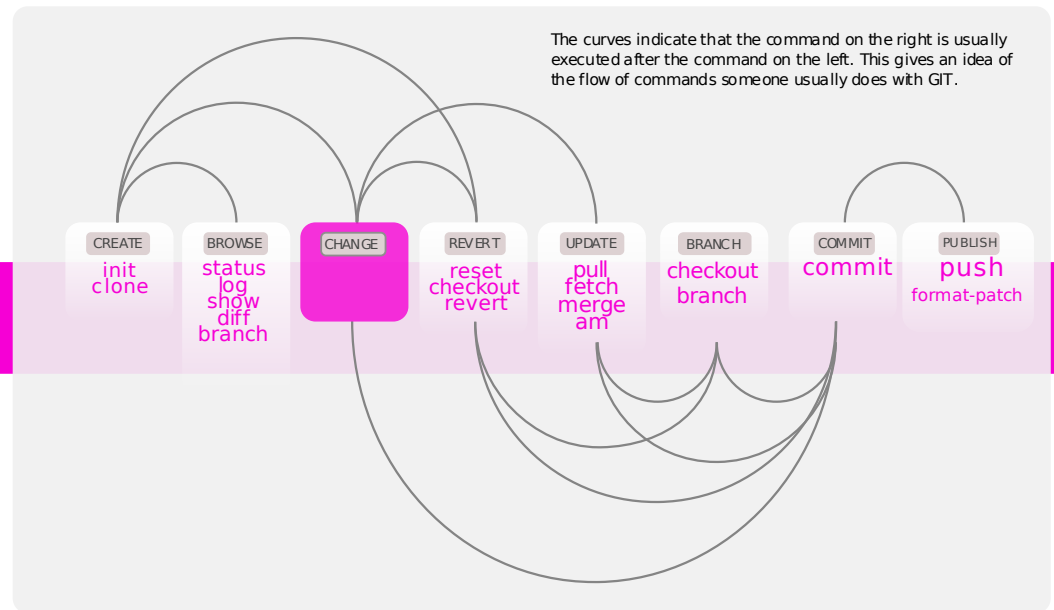 The curves indicate that the command on the right is usually
executed after the command on the left. This gives an idea of
the flow of commands someone usually does with GIT.
CREATE
init
clone
BROWSE
status
log
show
diff
branch
CHANGE
REVERT
reset
checkout
revert
UPDATE
pull
fetch
merge
am
BRANCH
checkout
branch
COMMIT
commit
PUBLISH
push
format-patch